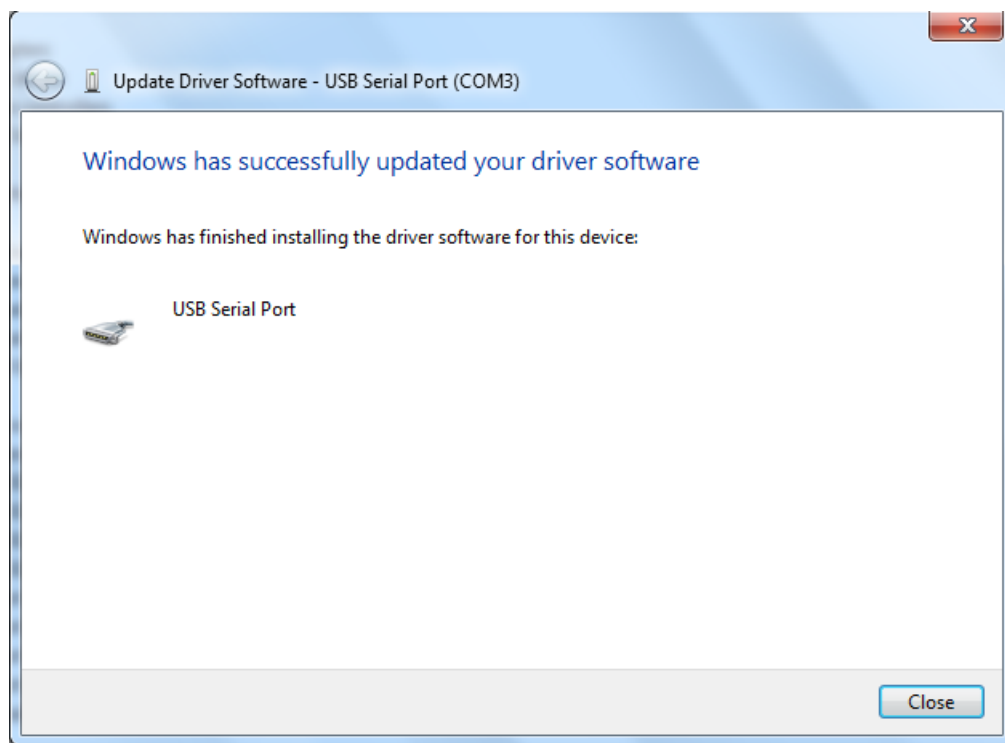 Update Driver Software - USB Serial Port (COM3)
Windows has successfully updated your driver software
Windows has finished installing the driver software for this device:
USB Serial Port
Close